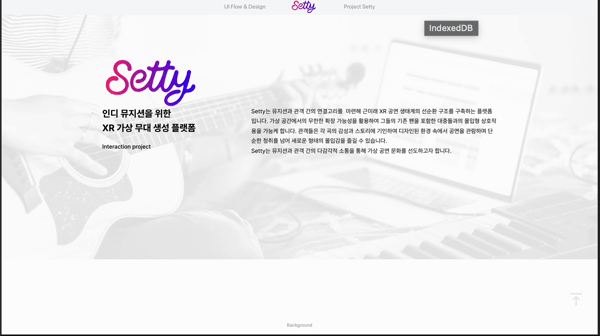 UI Flow & Design
Setty
Project Setty
IndexedDB
Setty
인디 뮤지션을 위한
XR 가상 무대 생성 플랫폼
Interaction project
Setty는 뮤지션과 관객 간의 연결고리를 마련해 근미래 XR 공연 생태계의 선순환 구조를 구축하는 플랫폼
입니다. 가상 공간에서의 무한한 확장 가능성을 활용하여 그들의 기존 팬을 포함한 대중들과의 몰입형 상호작
용을 가능케 합니다. 관객들은 각 곡의 감성과 스토리에 기인하여 디자인된 환경 속에서 공연을 관람하며 단
순한 청취를 넘어 새로운 형태의 몰입감을 즐길 수 있습니다.
Setty는 뮤지션과 관객 간의 다감각적 소통을 통해 가상 공연 문화를 선도하고자 합니다.
Background